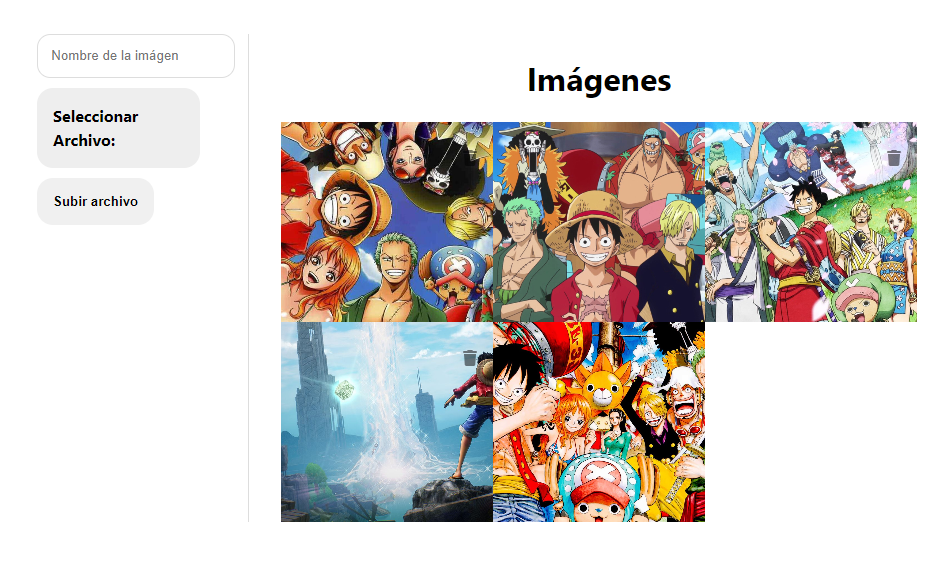 Nombre de la imágen
Seleccionar
Archivo:
Subir archivo
Imágenes